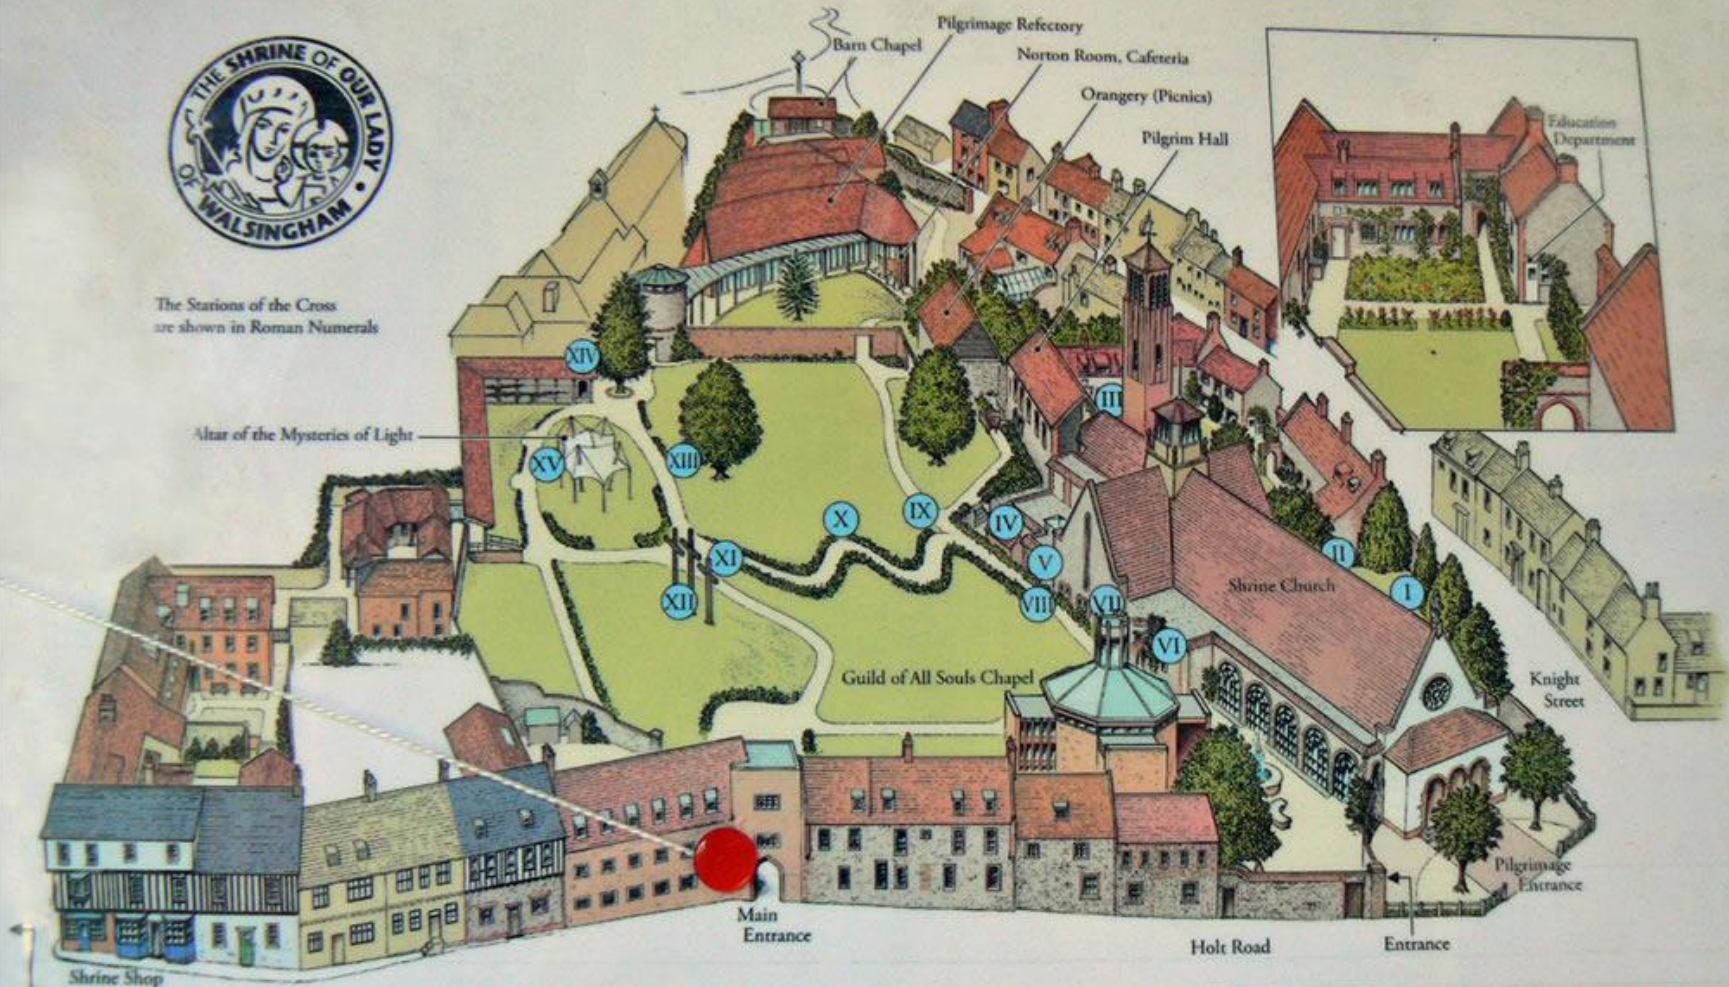 THE SHRINE OF OUR LADY
OF WALSINGHAM
The Stations of the Cross
are shown in Roman Numerals
Barn Chapel
Pilgrimage Refectory
Norton Room, Cafeteria
Orangery (Picnics)
Pilgrim Hall
Education
Department
XIV
III
Altar of the Mysteries of Light
XV
XIII
X
IX
IV
XI
V
II
Shrine Church
I
XII
VIII
VII
VI
Guild of All Souls Chapel
Knight
Street
Pilgrimage
Entrance
Main
Entrance
Holt Road
Entrance
Shrine Shop